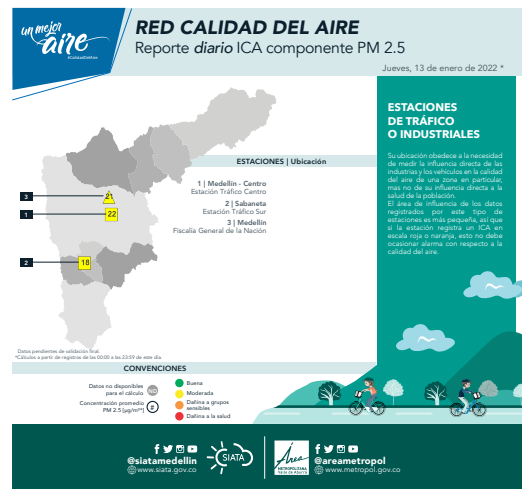 un mejor
aire
#CalidadDelAire
RED CALIDAD DEL AIRE
Reporte diario ICA componente PM 2.5
Jueves, 13 de enero de 2022 *
ESTACIONES | Ubicación
1 | Medellín - Centro
Estación Tráfico Centro
2 | Sabaneta
Estación Tráfico Sur
3 | Medellín
Fiscalía General de la Nación
3
21
1
22
2
18
Datos pendientes de validación final.
*Cálculos a partir de registros de las 00:00 a las 23:59 de este día.
ESTACIONES
DE TRÁFICO
O INDUSTRIALES
Su ubicación obedece a la necesidad
de medir la influencia directa de las
industrias y los vehículos en la calidad
del aire de una zona en particular,
mas no de su influencia directa a la
salud de la población.
El área de influencia de los datos
registrados por este tipo de
estaciones es más pequeña, así que
si la estación registra un ICA en
escala roja o naranja, esto no debe
ocasionar alarma con respecto a la
calidad del aire.
CONVENCIONES
Datos no disponibles
para el cálculo
ND
Concentración promedio
PM 2.5 [µg/m³*]
#
Buena
Moderada
Dañina a grupos
sensibles
Dañina a la salud
@siatamedellin
www.siata.gov.co
SIATA
Área
METROPOLITANA
Valle de Aburrá
@areametropol
www.metropol.gov.co